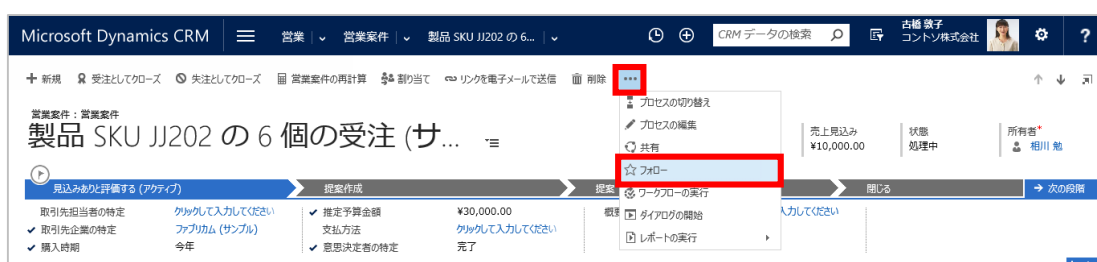 Microsoft Dynamics CRM 営業 営業案件 製品 SKU JJ202 の 6... CRM データの検索 古橋 敦子 コントソ株式会社 ?
新規 受注としてクローズ 失注としてクローズ 営業案件の再計算 割り当て リンクを電子メールで送信 削除 •••
プロセスの切り替え
プロセスの編集
共有
フォロー
ワークフローの実行
ダイアログの開始
レポートの実行
営業案件 : 営業案件
製品 SKU JJ202 の 6 個の受注 (サ...
売上見込み 状態 所有者*
¥10,000.00 処理中 相川 勉
見込みありと評価する (アクティブ) 提案作成 提案 閉じる 次の段階
取引先担当者の特定 クリックして入力してください 推定予算金額 ¥30,000.00 概要 入力してください
取引先企業の特定 ファブリカム (サンプル) 支払方法 クリックして入力してください
購入時期 今年 意思決定者の特定 完了